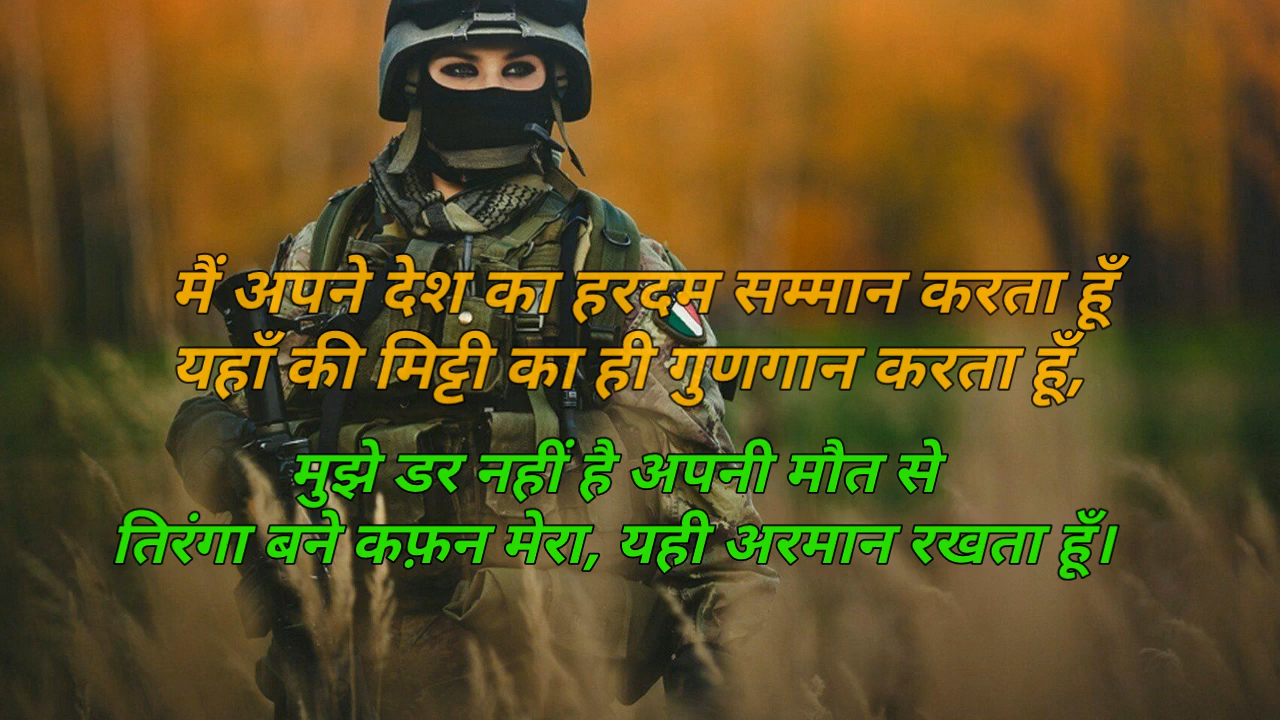 मैं अपने देश का हरदम सम्मान करता हूँ
यहाँ की मिट्टी का ही गुणगान करता हूँ,
मुझे डर नहीं है अपनी मौत से
तिरंगा बने कफ़न मेरा, यही अरमान रखता हूँ।